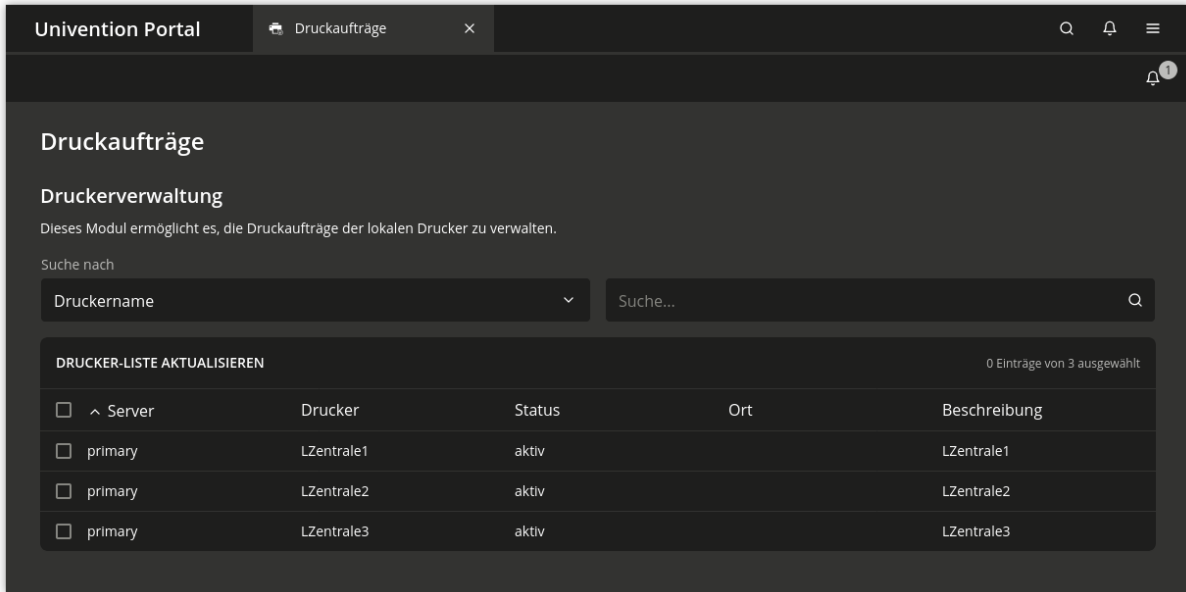 Univention Portal Druckaufträge
1
Druckaufträge
Druckerverwaltung
Dieses Modul ermöglicht es, die Druckaufträge der lokalen Drucker zu verwalten.
Suche nach
Druckername Suche...
DRUCKER-LISTE AKTUALISIEREN 0 Einträge von 3 ausgewählt
Server Drucker Status Ort Beschreibung
primary LZentrale1 aktiv LZentrale1
primary LZentrale2 aktiv LZentrale2
primary LZentrale3 aktiv LZentrale3